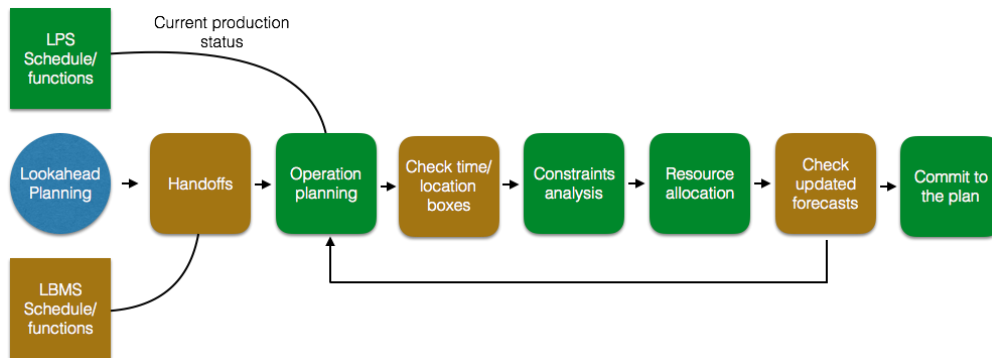 LPS
Schedule/
functions
Current production
status
Lookahead
Planning
Handoffs
Operation
planning
Check time/
location
boxes
Constraints
analysis
Resource
allocation
Check
updated
forecasts
Commit to
the plan
LBMS
Schedule/
functions